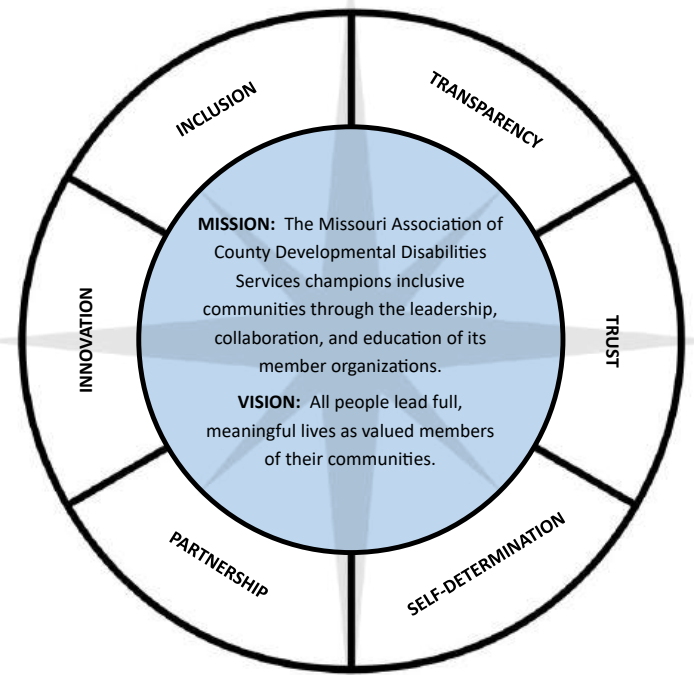 INCLUSION
TRANSPARENCY
MISSION: The Missouri Association of
County Developmental Disabilities
Services champions inclusive
communities through the leadership,
collaboration, and education of its
member organizations.
VISION: All people lead full,
meaningful lives as valued members
of their communities.
INNOVATION
TRUST
PARTNERSHIP
SELF-DETERMINATION